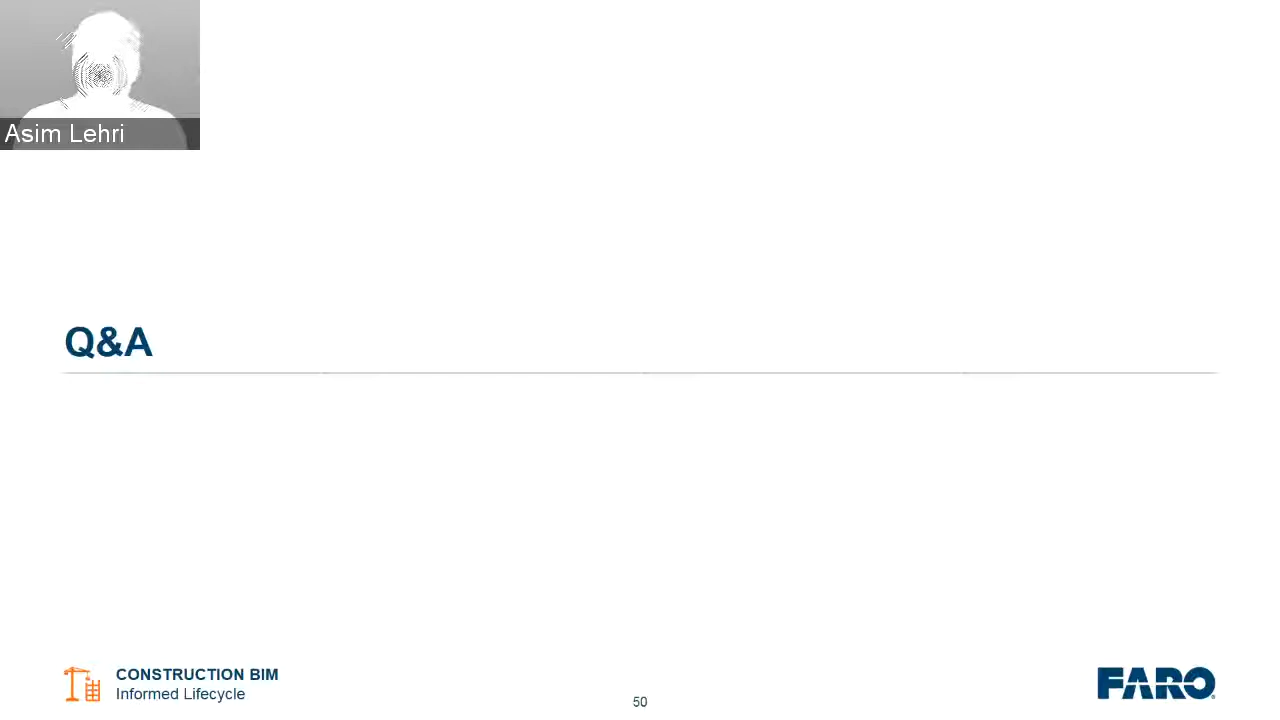 Asim Lehri
Q&A
CONSTRUCTION BIM
Informed Lifecycle
50
FARO